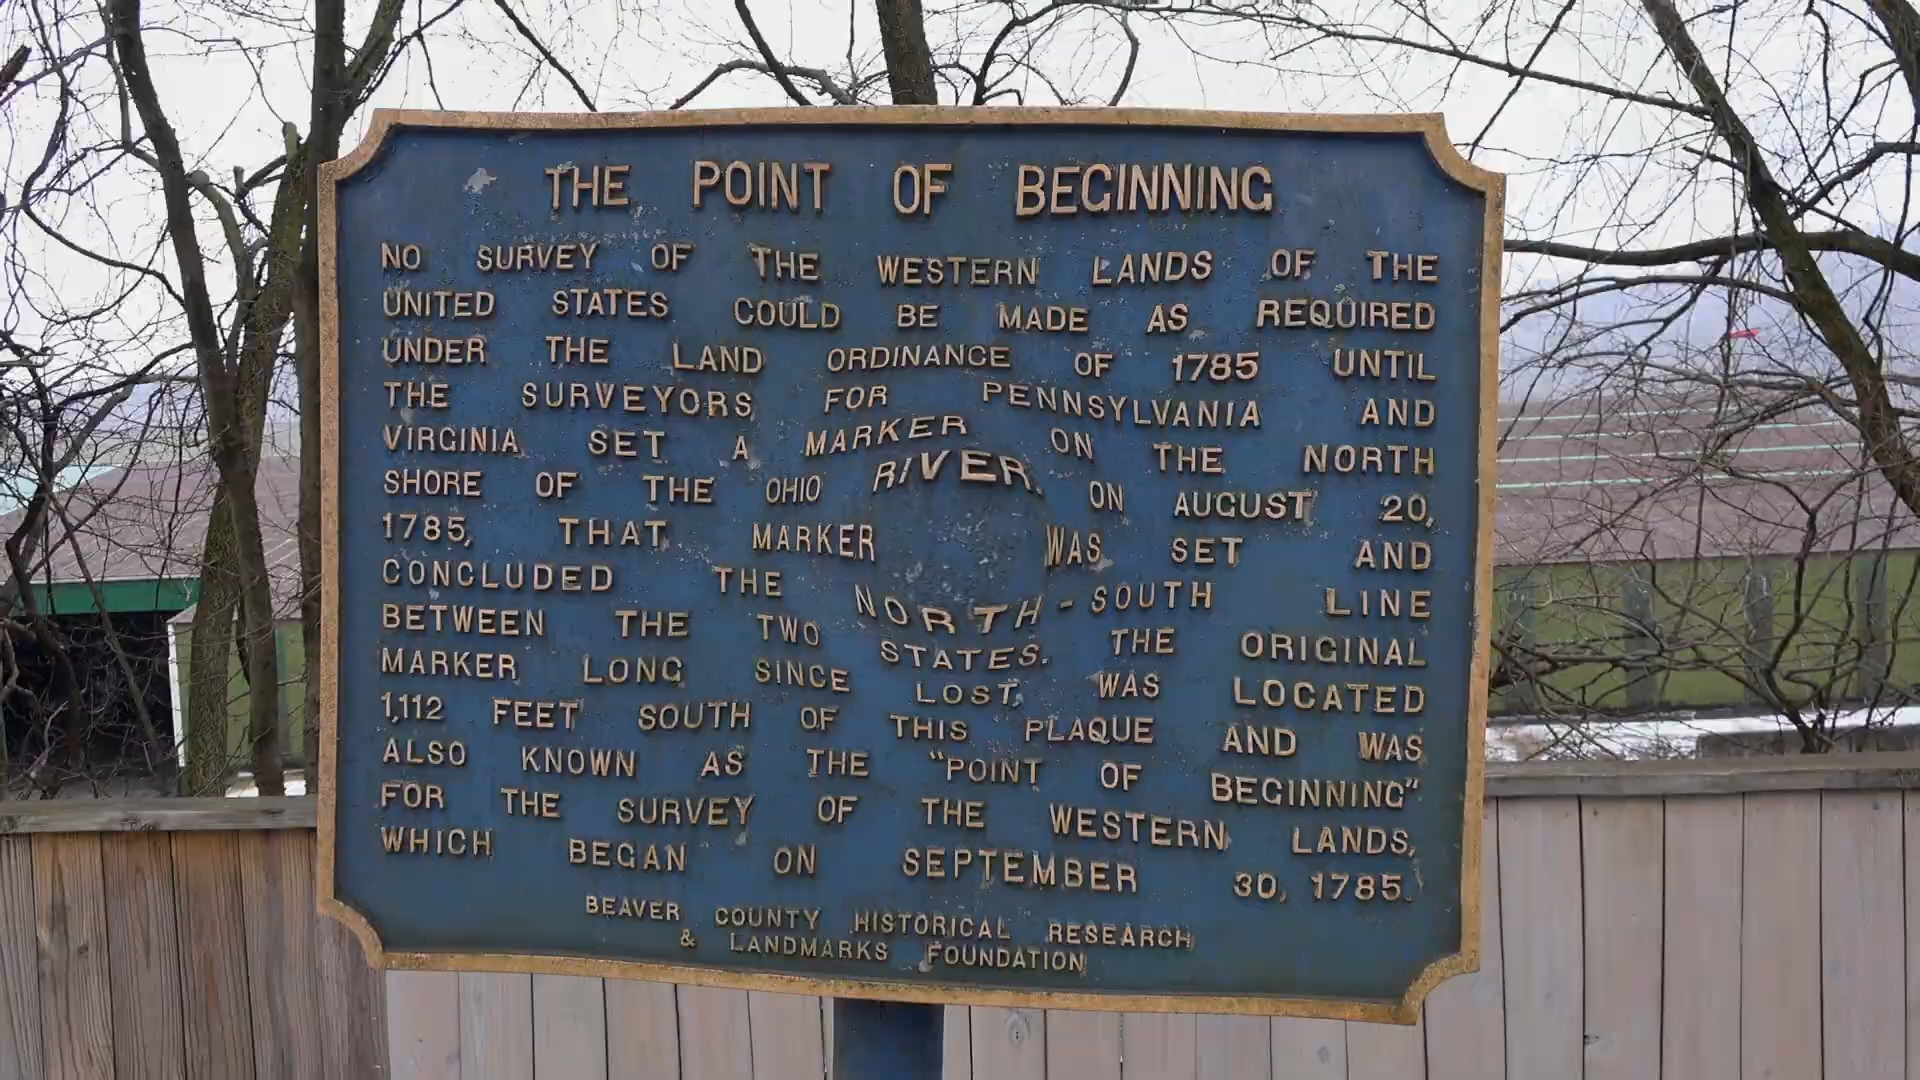 THE POINT OF BEGINNING
NO SURVEY OF THE WESTERN LANDS OF THE
UNITED STATES COULD BE MADE AS REQUIRED
UNDER THE LAND ORDINANCE OF 1785 UNTIL
THE SURVEYORS FOR PENNSYLVANIA AND
VIRGINIA SET A MARKER ON THE NORTH
SHORE OF THE OHIO RIVER. ON AUGUST 20,
1785, THAT MARKER WAS SET AND
CONCLUDED THE NORTH-SOUTH LINE
BETWEEN THE TWO STATES. THE ORIGINAL
MARKER LONG SINCE LOST, WAS LOCATED
1,112 FEET SOUTH OF THIS PLAQUE AND WAS
ALSO KNOWN AS THE "POINT OF BEGINNING"
FOR THE SURVEY OF THE WESTERN LANDS,
WHICH BEGAN ON SEPTEMBER 30, 1785.
BEAVER COUNTY HISTORICAL RESEARCH
& LANDMARKS FOUNDATION